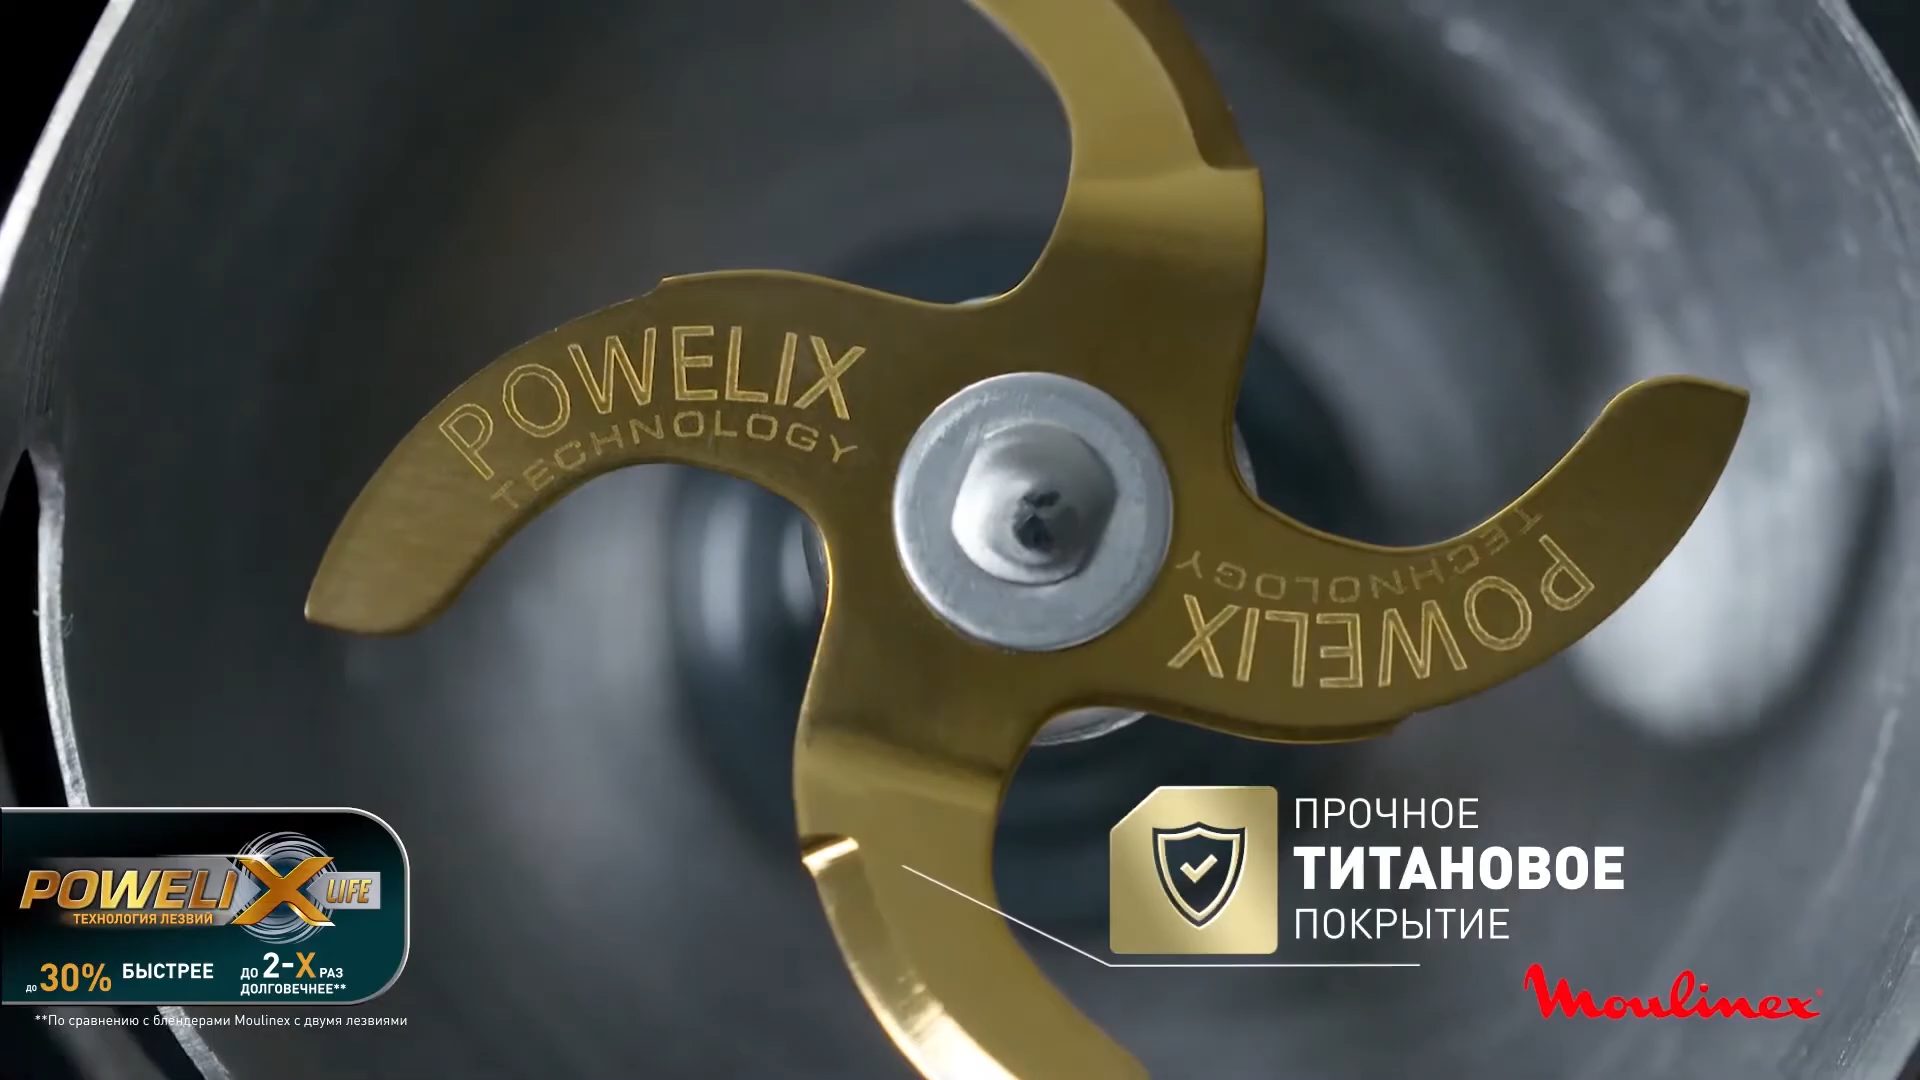 POWELIX
TECHNOLOGY
POWELIX
TECHNOLOGY
ПРОЧНОЕ
ТИТАНОВОЕ
ПОКРЫТИЕ
POWELIX LIFE
ТЕХНОЛОГИЯ ЛЕЗВИЙ
до 30% БЫСТРЕЕ
ДО 2-X РАЗ
ДОЛГОВЕЧНЕЕ**
**По сравнению с блендерами Moulinex с двумя лезвиями
Moulinex